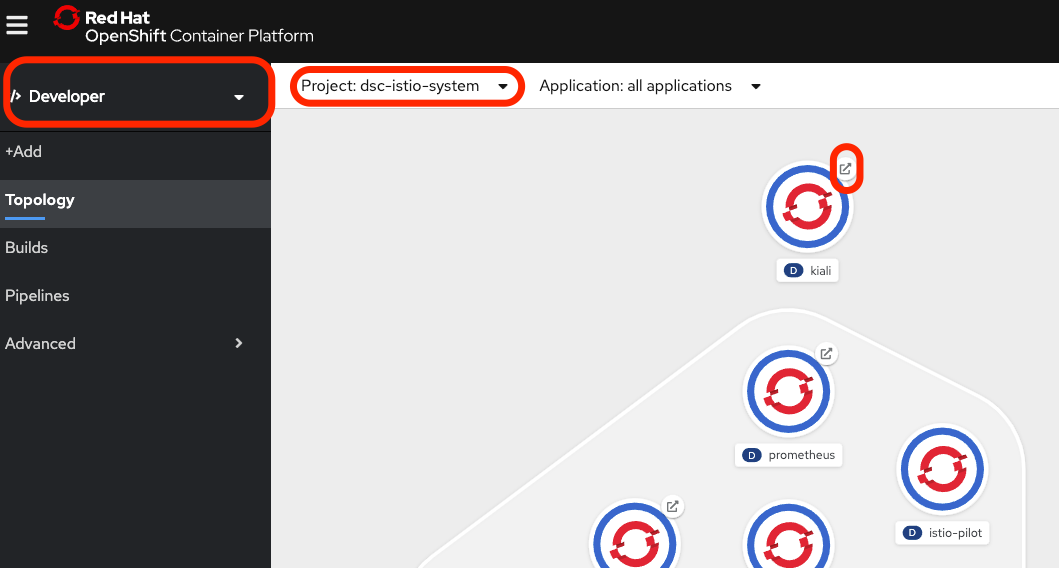 Red Hat
OpenShift Container Platform
Developer
Project: dsc-istio-system
Application: all applications
+Add
Topology
Builds
Pipelines
Advanced
D kiali
D prometheus
D istio-pilot